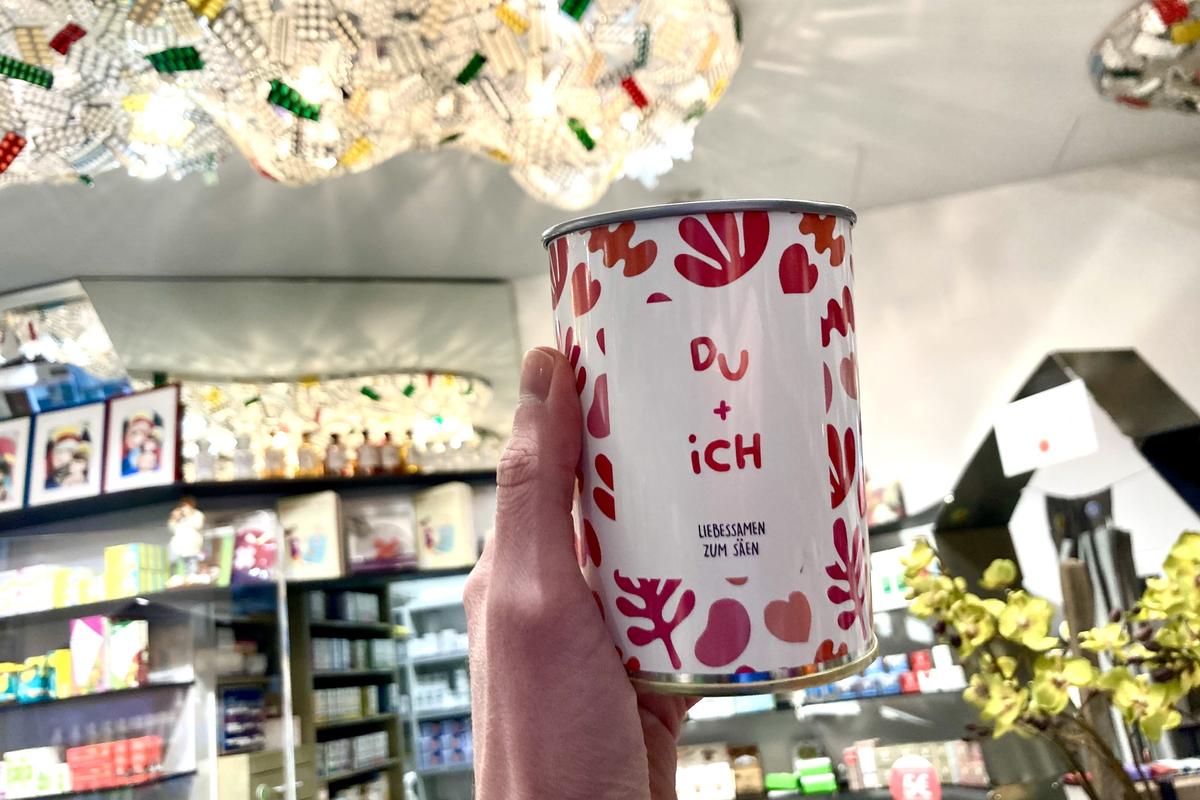 DU
+
iCH
LIEBESSAMEN
ZUM SÄEN